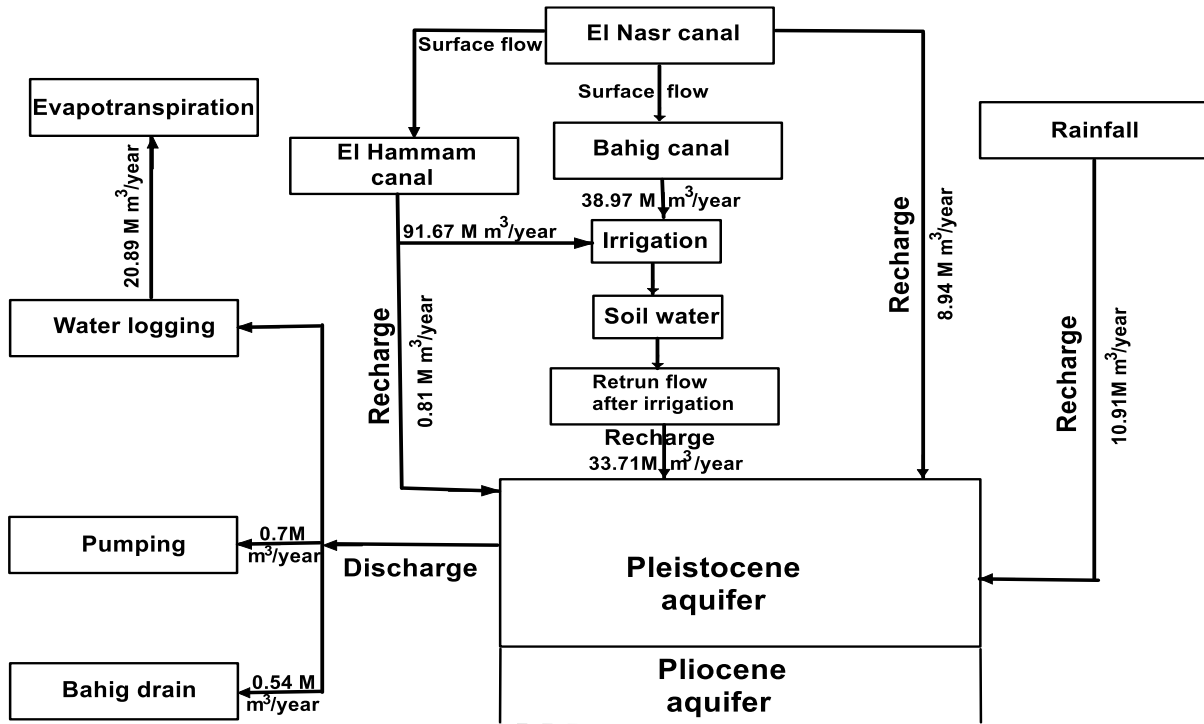 El Nasr canal
Surface flow
Surface flow
Evapotranspiration
Rainfall
El Hammam
canal
Bahig canal
20.89 M m³/year
38.97 M m³/year
91.67 M m³/year
Irrigation
Recharge
8.94 M m³/year
Water logging
Soil water
Recharge
0.81 M m³/year
Recharge
10.91M m³/year
Retrun flow
after irrigation
Recharge
33.71M m³/year
Pumping
0.7M
m³/year
Discharge
Pleistocene
aquifer
Bahig drain
0.54 M
m³/year
Pliocene
aquifer